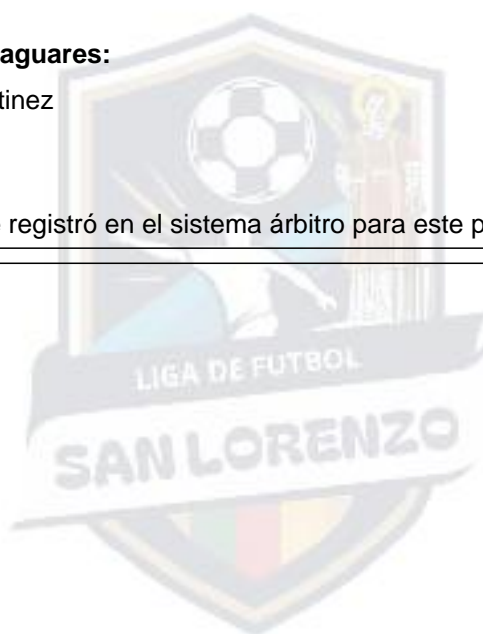 aguares:
tinez
registró en el sistema árbitro para este p
LIGA DE FUTBOL
SAN LORENZO